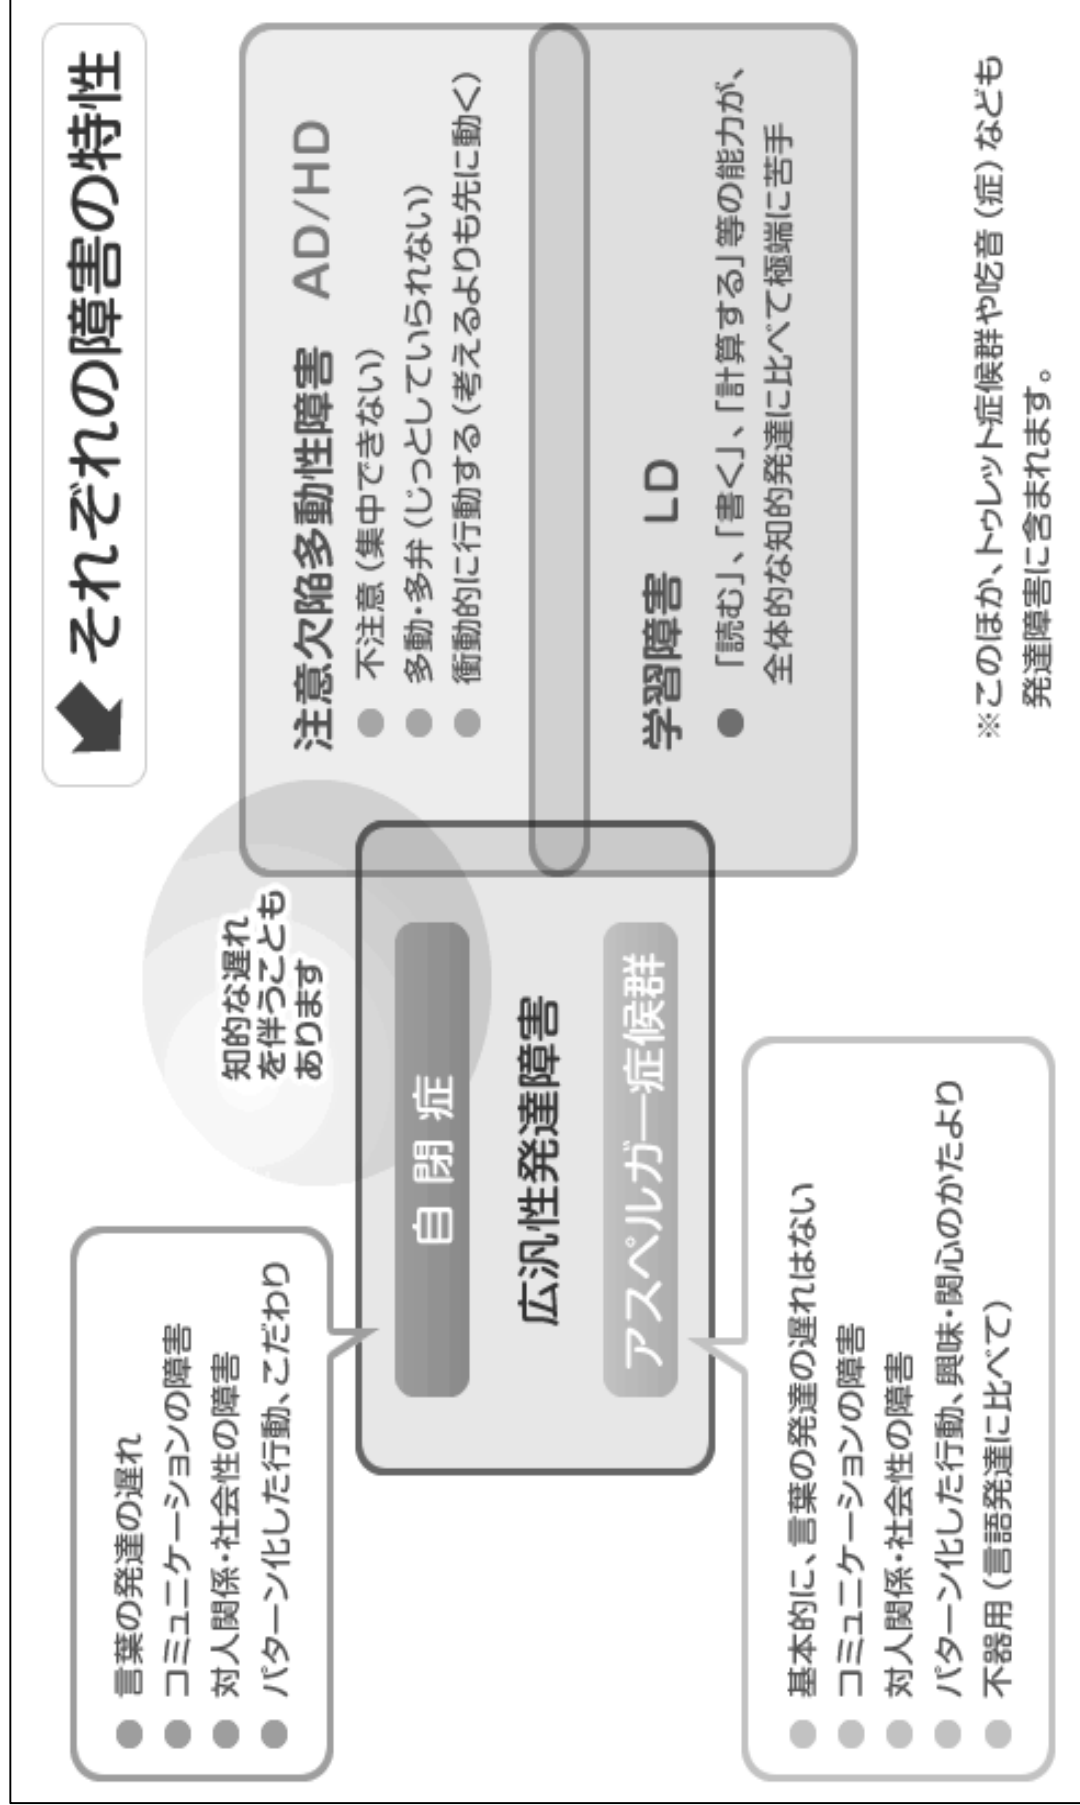 それぞれの障害の特性
言葉の発達の遅れ
コミュニケーションの障害
対人関係・社会性の障害
パターン化した行動、こだわり
知的な遅れ
を伴うことも
あります
自閉症
広汎性発達障害
アスペルガー症候群
基本的に、言葉の発達の遅れはない
コミュニケーションの障害
対人関係・社会性の障害
パターン化した行動、興味・関心のかたより
不器用（言語発達に比べて）
注意欠陥多動性障害 AD/HD
不注意（集中できない）
多動・多弁（じっとしていられない）
衝動的に行動する（考えるよりも先に動く）
学習障害 LD
「読む」、「書く」、「計算する」等の能力が、
全体的な知的発達に比べて極端に苦手
※このほか、トゥレット症候群や吃音（症）なども
発達障害に含まれます。